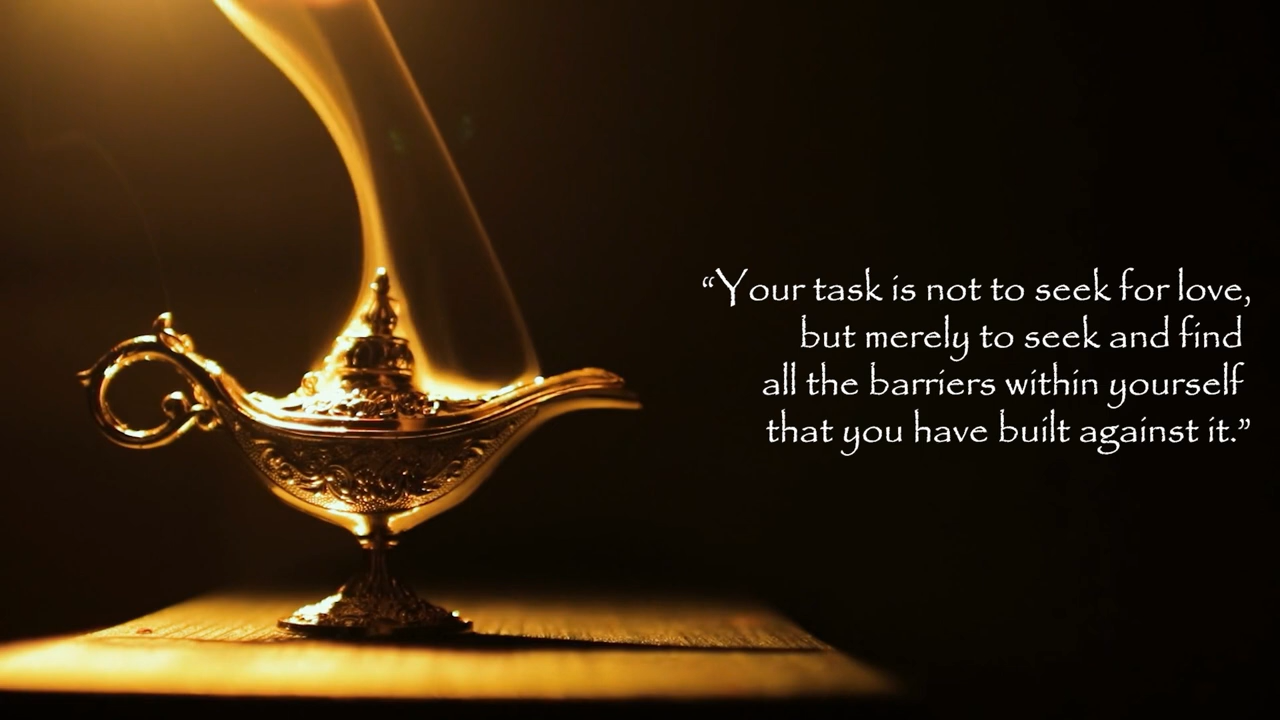 “Your task is not to seek for love,
but merely to seek and find
all the barriers within yourself
that you have built against it.”